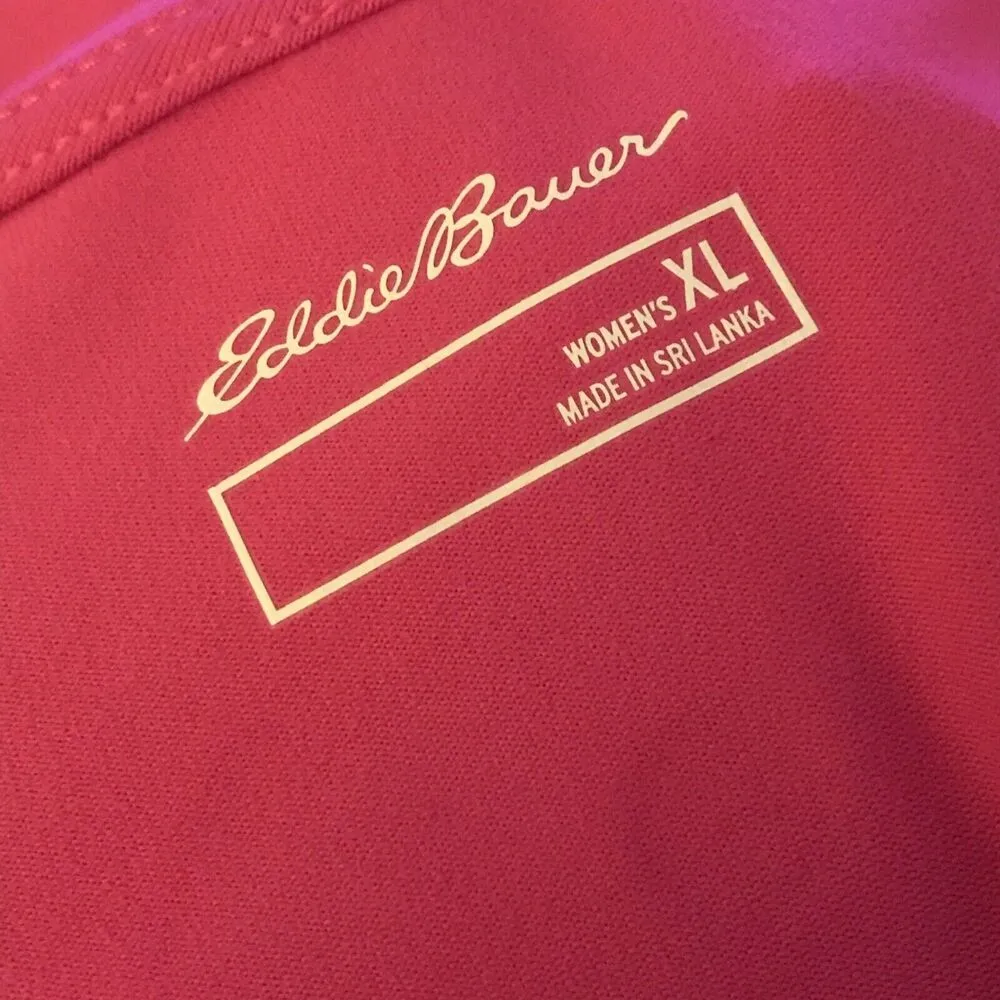 Eddie Bauer
WOMEN'S XL
MADE IN SRI LANKA